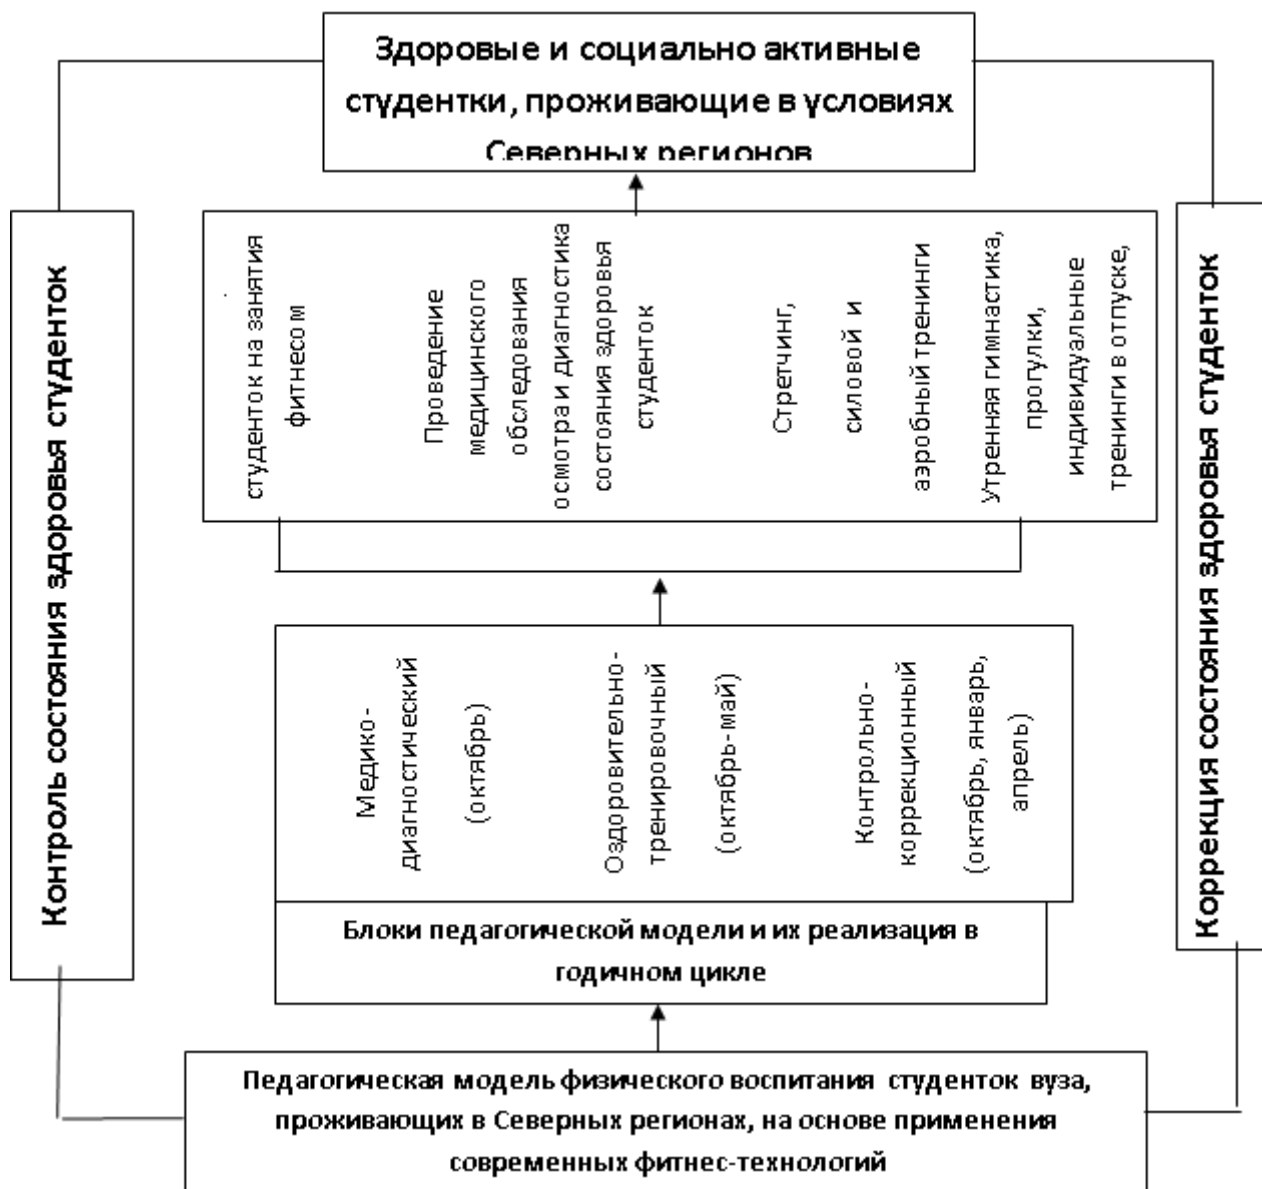 Здоровые и социально активные
студентки, проживающие в условиях
Северных регионов
Контроль состояния здоровья студенток
студенток на занятия
фитнесом
Проведение
медицинского
обследования
осмотра и диагностика
состояния здоровья
студенток
Стретчинг,
силовой и
аэробный тренинги
Утренняя гимнастика,
прогулки,
индивидуальные
тренинги в отпуске,
Коррекция состояния здоровья студенток
Медико-
диагностический
(октябрь)
Оздоровительно-
тренировочный
(октябрь-май)
Контрольно-
коррекционный
(октябрь, январь,
апрель)
Блоки педагогической модели и их реализация в
годичном цикле
Педагогическая модель физического воспитания студенток вуза,
проживающих в Северных регионах, на основе применения
современных фитнес-технологий